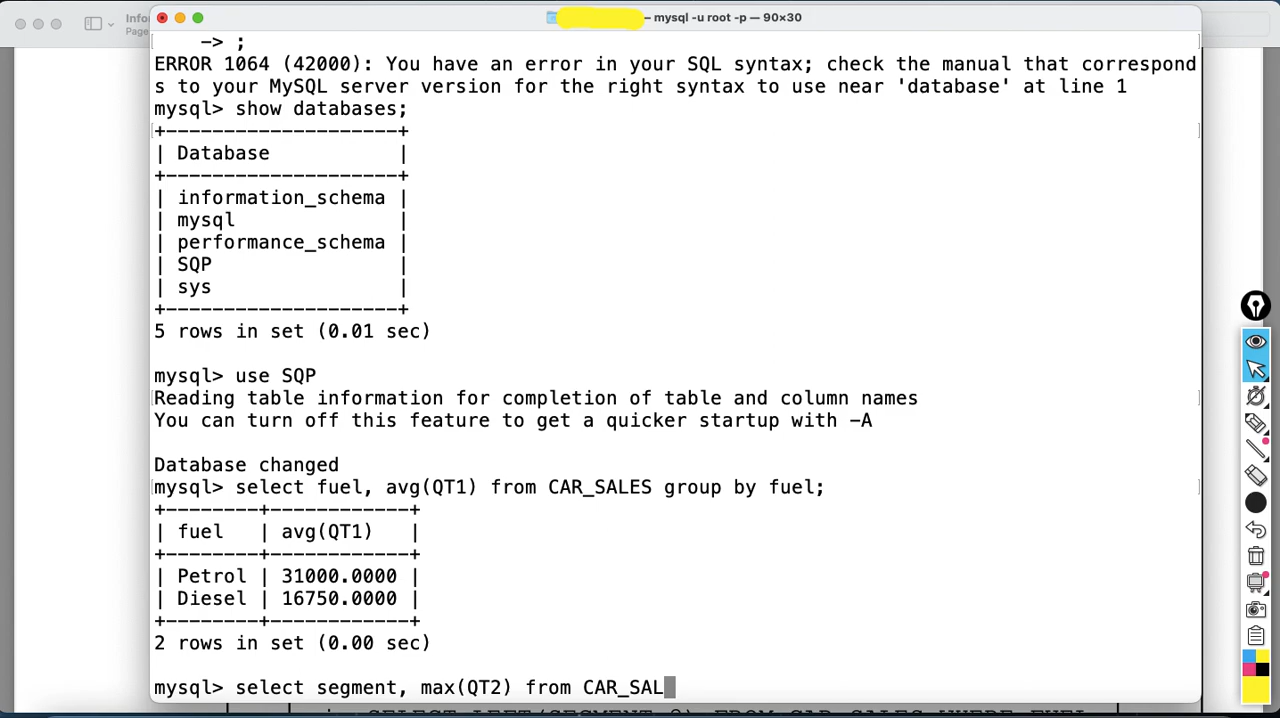 Infor
Page
— mysql -u root -p — 90×30
-> ;
ERROR 1064 (42000): You have an error in your SQL syntax; check the manual that correspond
s to your MySQL server version for the right syntax to use near 'database' at line 1
mysql> show databases;
+--------------------+
| Database           |
+--------------------+
| information_schema |
| mysql              |
| performance_schema |
| SQP                |
| sys                |
+--------------------+
5 rows in set (0.01 sec)
mysql> use SQP
Reading table information for completion of table and column names
You can turn off this feature to get a quicker startup with -A
Database changed
mysql> select fuel, avg(QT1) from CAR_SALES group by fuel;
+--------+------------+
| fuel   | avg(QT1)   |
+--------+------------+
| Petrol | 31000.0000 |
| Diesel | 16750.0000 |
+--------+------------+
2 rows in set (0.00 sec)
mysql> select segment, max(QT2) from CAR_SAL